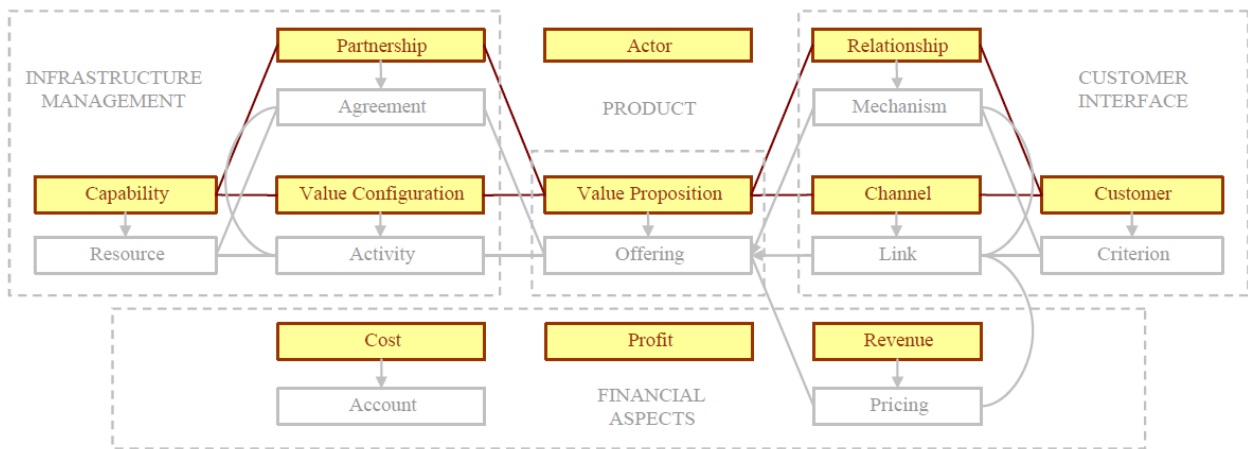 Partnership
Actor
Relationship
INFRASTRUCTURE
MANAGEMENT
Agreement
PRODUCT
Mechanism
CUSTOMER
INTERFACE
Capability
Value Configuration
Value Proposition
Channel
Customer
Resource
Activity
Offering
Link
Criterion
Cost
Profit
Revenue
Account
FINANCIAL
ASPECTS
Pricing